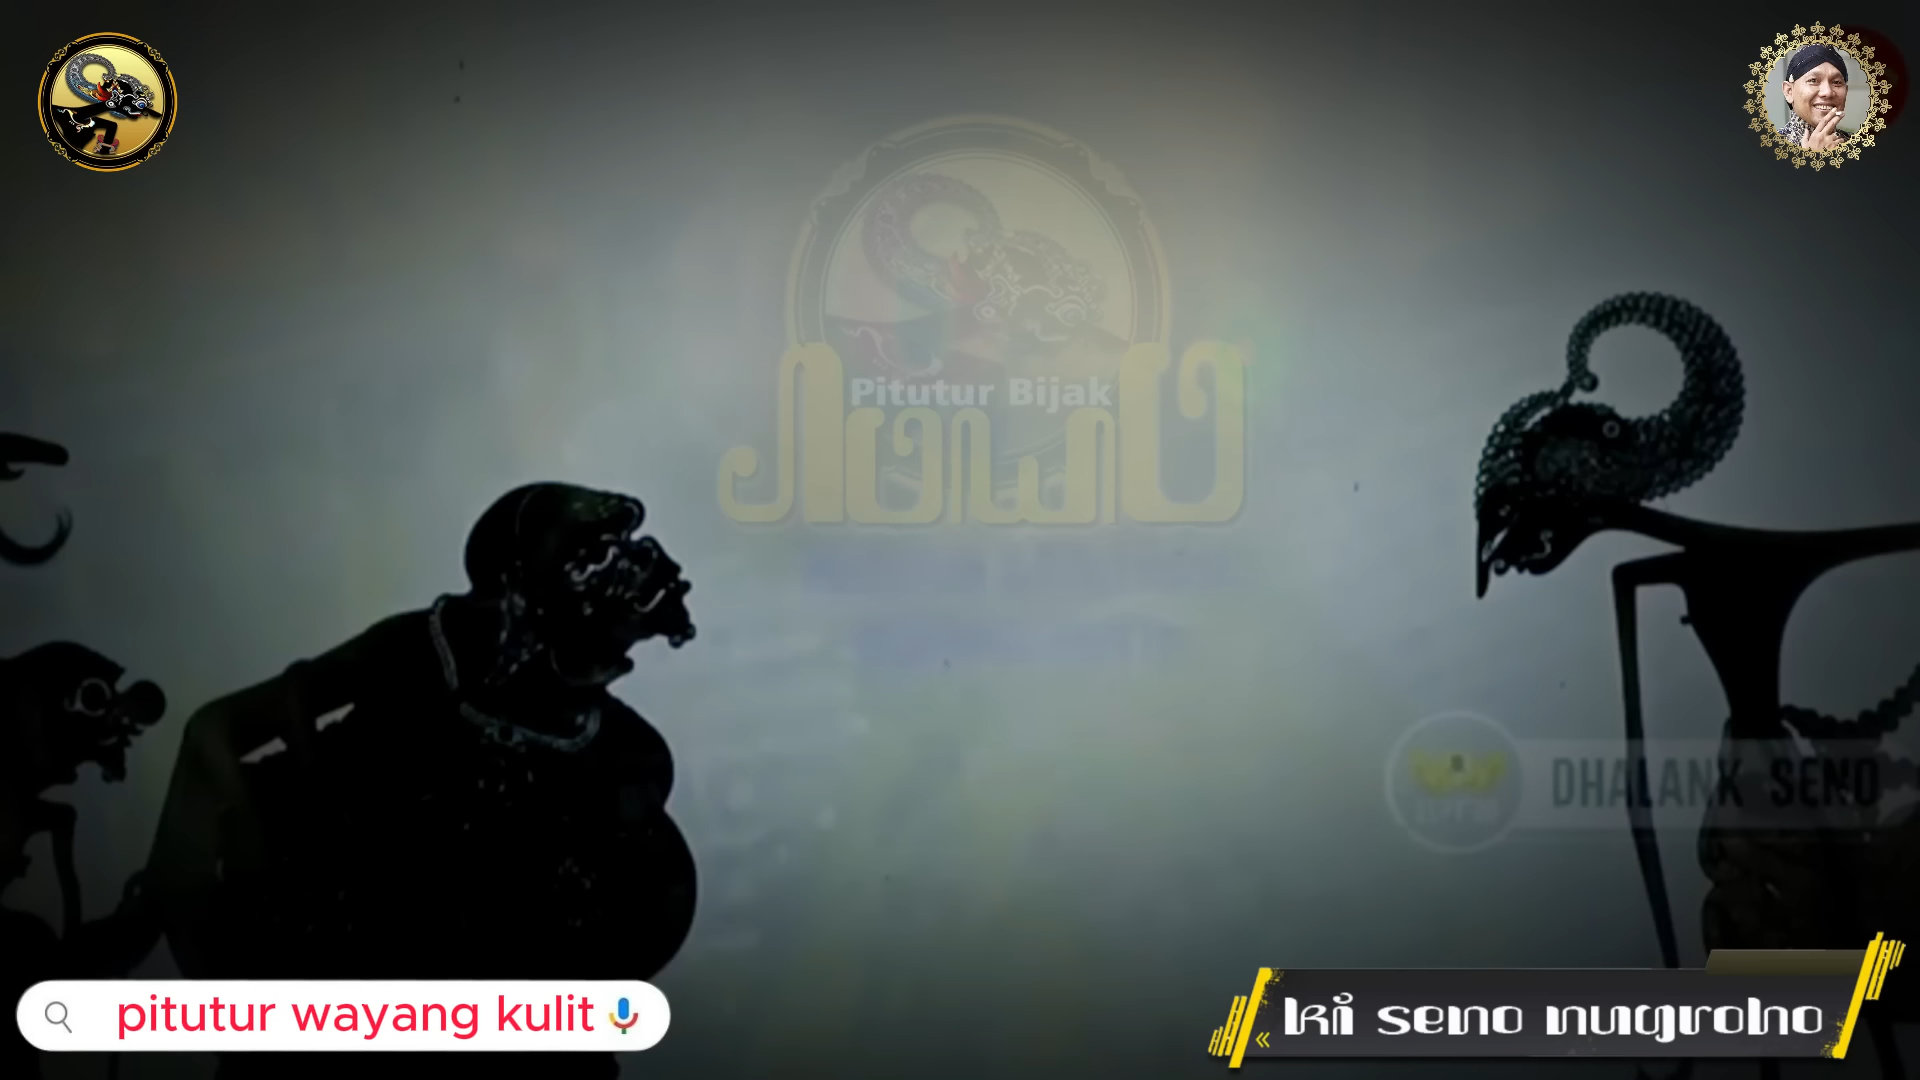 Pitutur Bijak
DHALANK SENO
pitutur wayang kulit
« ki seno nugroho